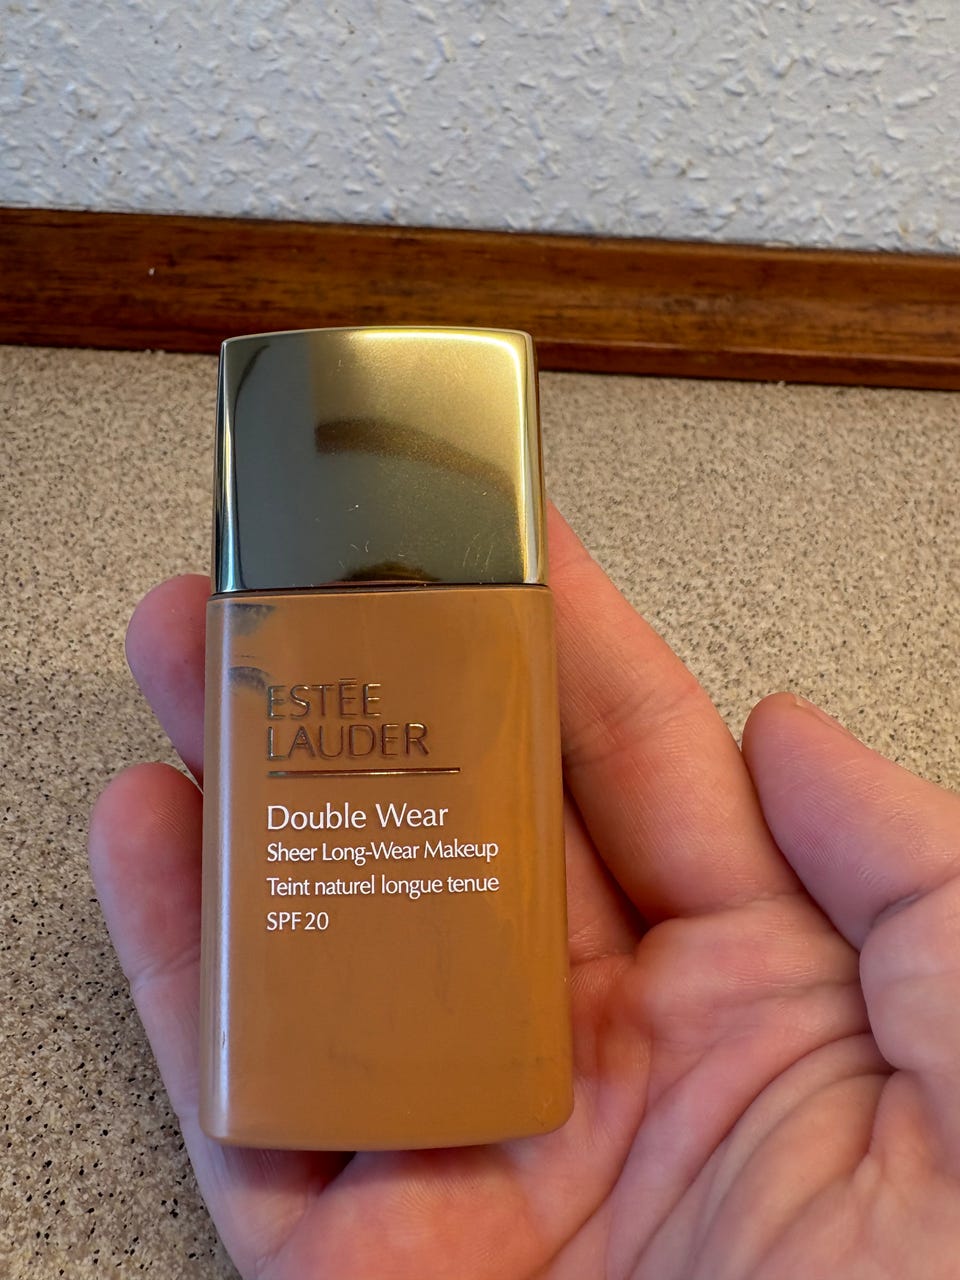 ESTĒE
LAUDER
Double Wear
Sheer Long-Wear Makeup
Teint naturel longue tenue
SPF 20